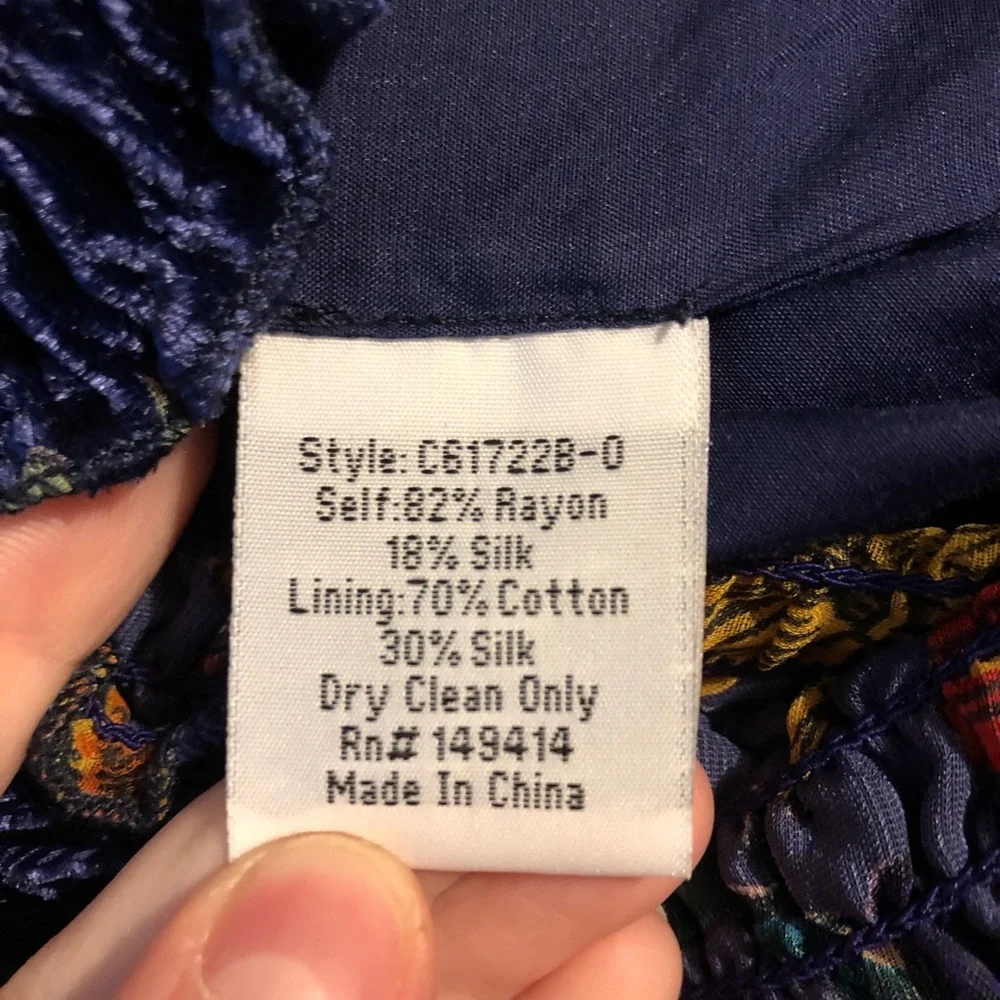 Style: C61722B-0
Self:82% Rayon
18% Silk
Lining:70% Cotton
30% Silk
Dry Clean Only
Rn# 149414
Made In China